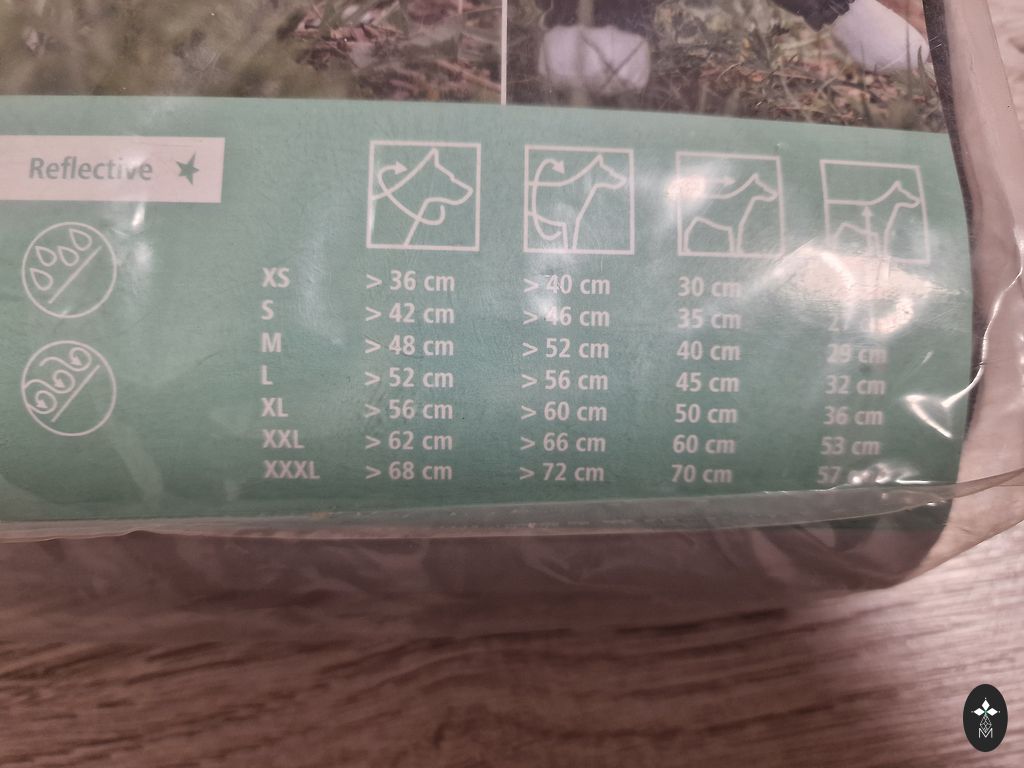 Reflective
XS > 36 cm > 40 cm 30 cm
S > 42 cm > 46 cm 35 cm
M > 48 cm > 52 cm 40 cm 29 cm
L > 52 cm > 56 cm 45 cm 32 cm
XL > 56 cm > 60 cm 50 cm 36 cm
XXL > 62 cm > 66 cm 60 cm 53 cm
XXXL > 68 cm > 72 cm 70 cm 57
M